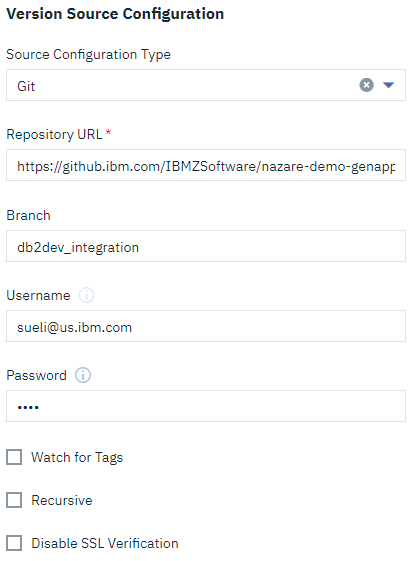 Version Source Configuration
Source Configuration Type
Git
Repository URL *
https://github.ibm.com/IBMZSoftware/nazare-demo-genapp
Branch
db2dev_integration
Username
sueli@us.ibm.com
Password
••••
Watch for Tags
Recursive
Disable SSL Verification